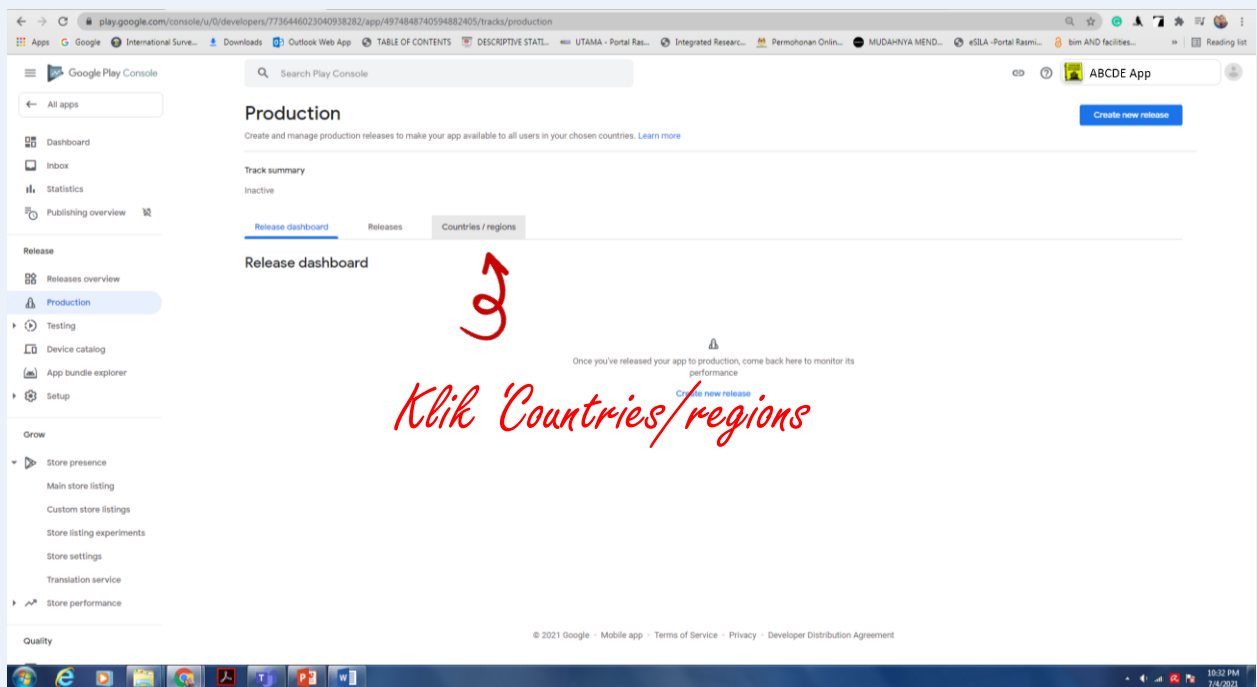 play.google.com/console/u/0/developers/7736446023040938282/app/4974848740594882405/tracks/production
Apps Google International Surve... Downloads Outlook Web App TABLE OF CONTENTS DESCRIPTIVE STATI... UTAMA - Portal Ras... Integrated Researc... Permohonan Onlin... MUDAHNYA MEND... eSILA -Portal Rasmi... bim AND facilities... » Reading list
Google Play Console
Search Play Console
ABCDE App
All apps
Production
Create new release
Create and manage production releases to make your app available to all users in your chosen countries. Learn more
Dashboard
Inbox
Statistics
Publishing overview
Track summary
Inactive
Release dashboard Releases Countries / regions
Release
Release dashboard
Releases overview
Production
Testing
Device catalog
App bundle explorer
Setup
Once you've released your app to production, come back here to monitor its
performance
Create new release
Klik 'Countries/regions
Grow
Store presence
Main store listing
Custom store listings
Store listing experiments
Store settings
Translation service
Store performance
Quality
© 2021 Google · Mobile app · Terms of Service · Privacy · Developer Distribution Agreement
10:32 PM
7/4/2021